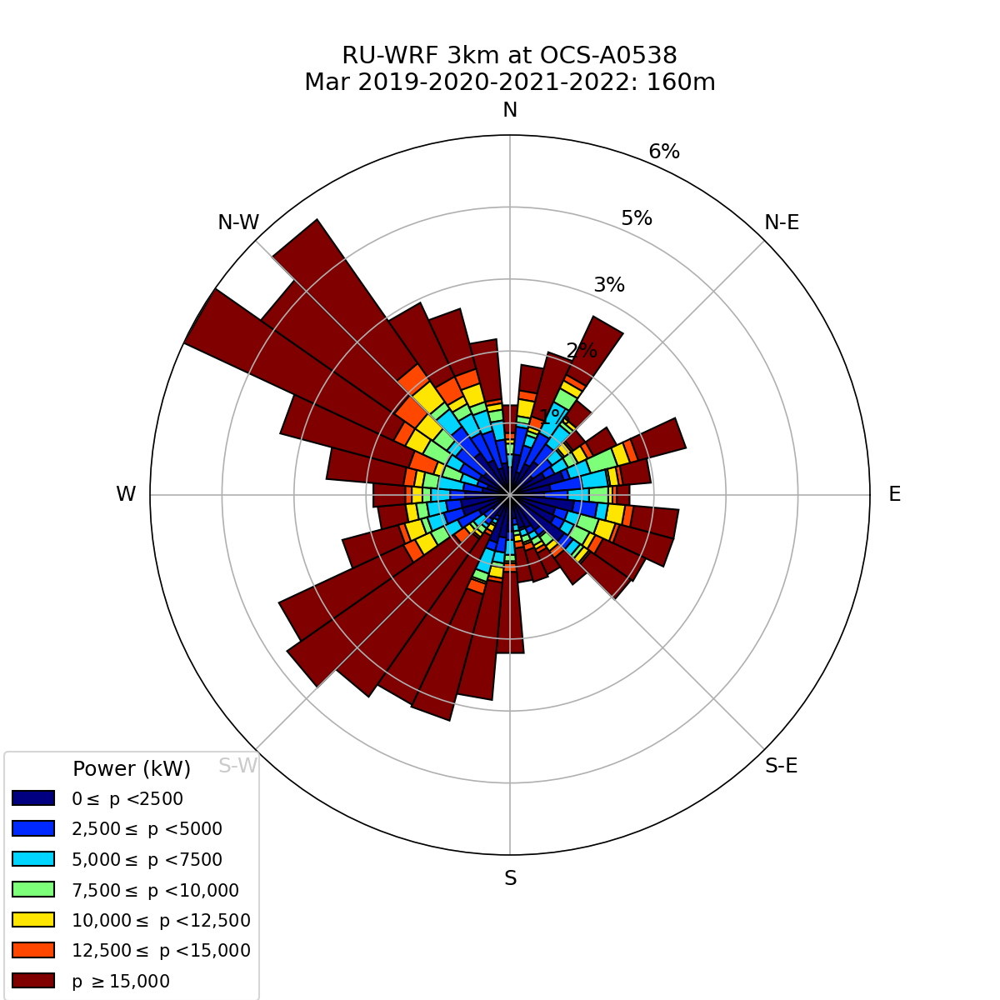 RU-WRF 3km at OCS-A0538
Mar 2019-2020-2021-2022: 160m
N
6%
5%
N-W
N-E
3%
2%
1%
W
E
S-W
S-E
S
Power (kW)
0≤ p <2500
2,500≤ p <5000
5,000≤ p <7500
7,500≤ p <10,000
10,000≤ p <12,500
12,500≤ p <15,000
p ≥15,000